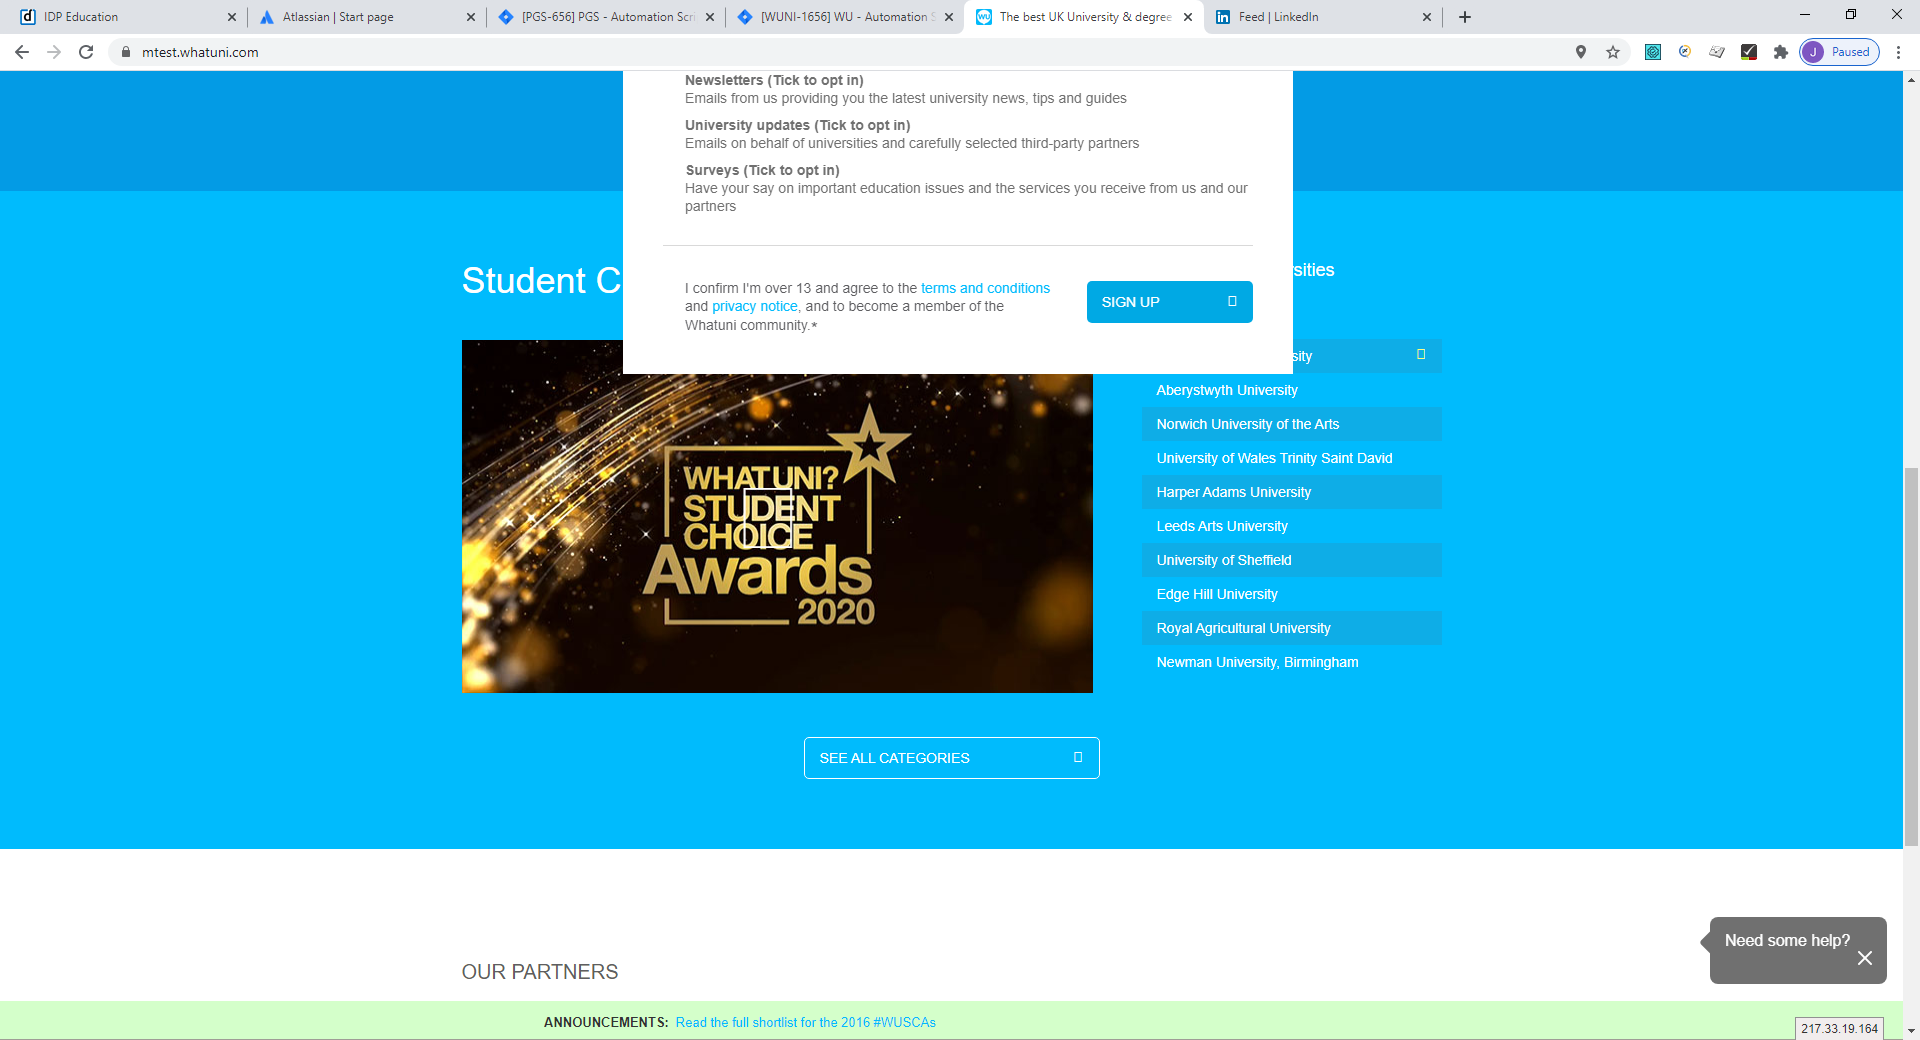 IDP Education
Atlassian | Start page
[PGS-656] PGS - Automation Scri
[WUNI-1656] WU - Automation S
The best UK University & degree
Feed | LinkedIn
mtest.whatuni.com
J Paused
Newsletters (Tick to opt in)
Emails from us providing you the latest university news, tips and guides
University updates (Tick to opt in)
Emails on behalf of universities and carefully selected third-party partners
Surveys (Tick to opt in)
Have your say on important education issues and the services you receive from us and our
partners
Student C
rsities
I confirm I'm over 13 and agree to the terms and conditions
and privacy notice, and to become a member of the
Whatuni community.*
SIGN UP
sity
Aberystwyth University
Norwich University of the Arts
University of Wales Trinity Saint David
Harper Adams University
Leeds Arts University
University of Sheffield
Edge Hill University
Royal Agricultural University
Newman University, Birmingham
WHATUNI?
STUDENT
CHOICE
Awards
2020
SEE ALL CATEGORIES
Need some help?
OUR PARTNERS
ANNOUNCEMENTS: Read the full shortlist for the 2016 #WUSCAs
217.33.19.164